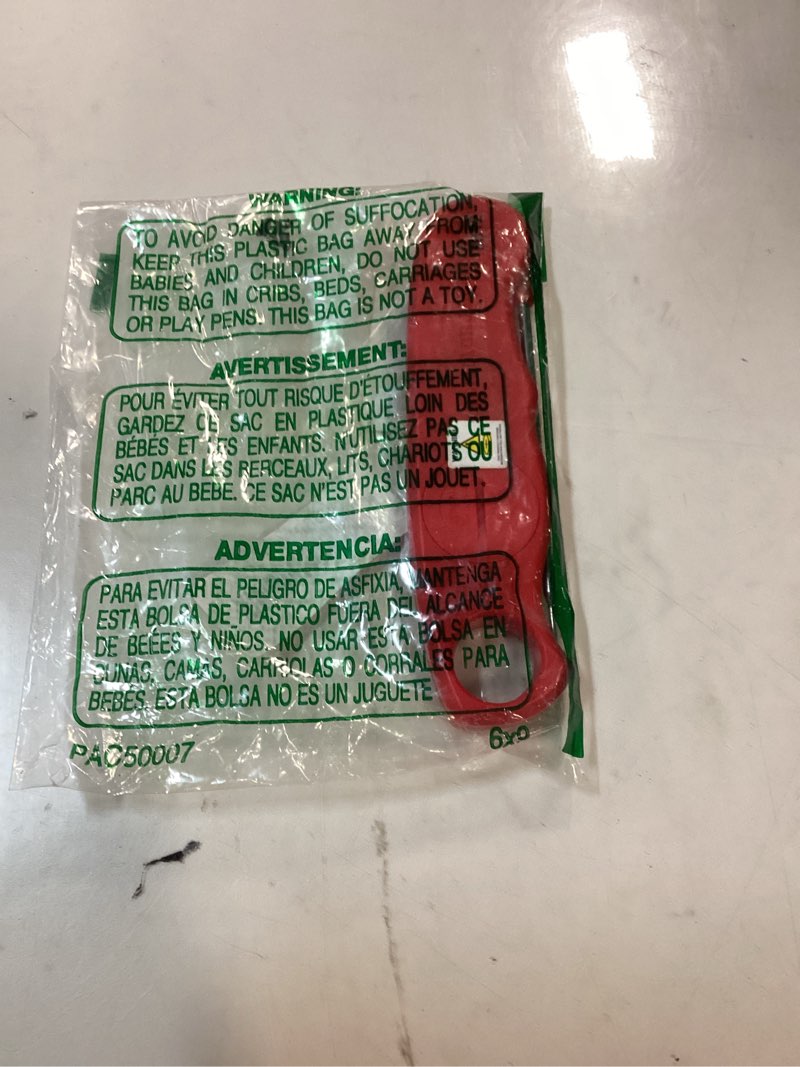 WARNING:
TO AVOID DANGER OF SUFFOCATION,
KEEP THIS PLASTIC BAG AWAY FROM
BABIES AND CHILDREN, DO NOT USE
THIS BAG IN CRIBS, BEDS, CARRIAGES
OR PLAY PENS. THIS BAG IS NOT A TOY.
AVERTISSEMENT:
POUR ÉVITER TOUT RISQUE D'ÉTOUFFEMENT,
GARDEZ CE SAC EN PLASTIQUE LOIN DES
BÉBÉS ET LES ENFANTS. N'UTILISEZ PAS CE
SAC DANS LES BERCEAUX, LITS, CHARIOTS OU
PARC AU BEBE. CE SAC N'EST PAS UN JOUET.
ADVERTENCIA:
PARA EVITAR EL PELIGRO DE ASFIXIA, MANTENGA
ESTA BOLSA DE PLASTICO FUERA DEL ALCANCE
DE BEÉES Y NIÑOS. NO USAR ESTA BOLSA EN
CUNAS, CAMAS, CARRIOLAS O CORRALES PARA
BEBÉS. ESTA BOLSA NO ES UN JUGUETE
PAC50007
6x9